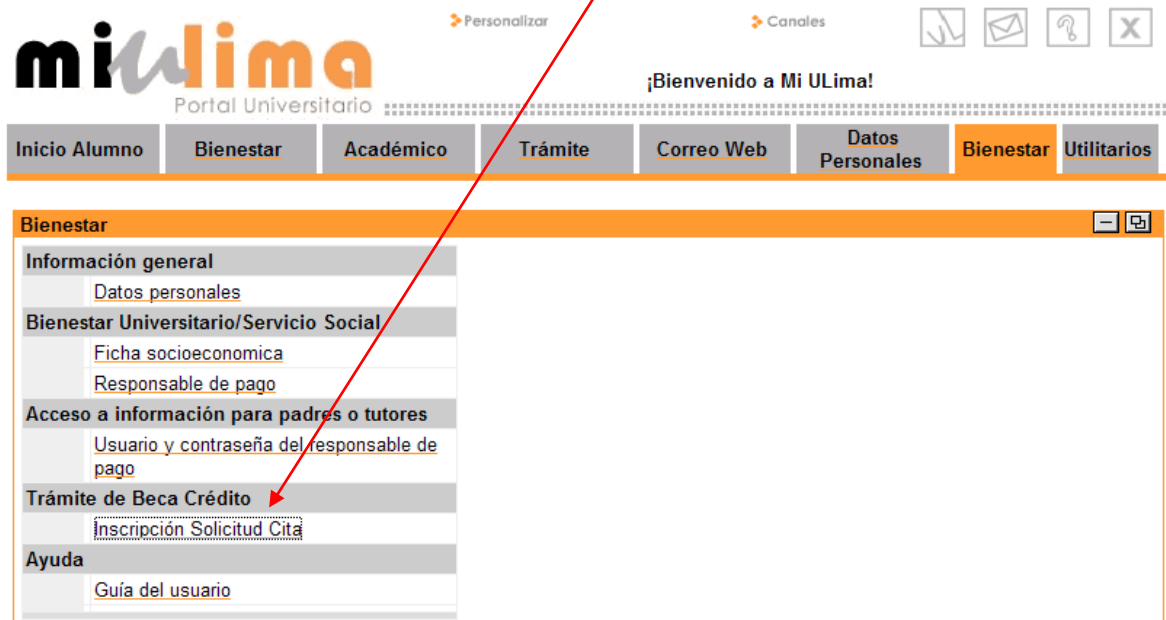 Personalizar
Canales
miulima
Portal Universitario
¡Bienvenido a Mi ULima!
Inicio Alumno
Bienestar
Académico
Trámite
Correo Web
Datos
Personales
Bienestar
Utilitarios
Bienestar
Información general
Datos personales
Bienestar Universitario/Servicio Social
Ficha socioeconomica
Responsable de pago
Acceso a información para padres o tutores
Usuario y contraseña del responsable de
pago
Trámite de Beca Crédito
Inscripción Solicitud Cita
Ayuda
Guía del usuario